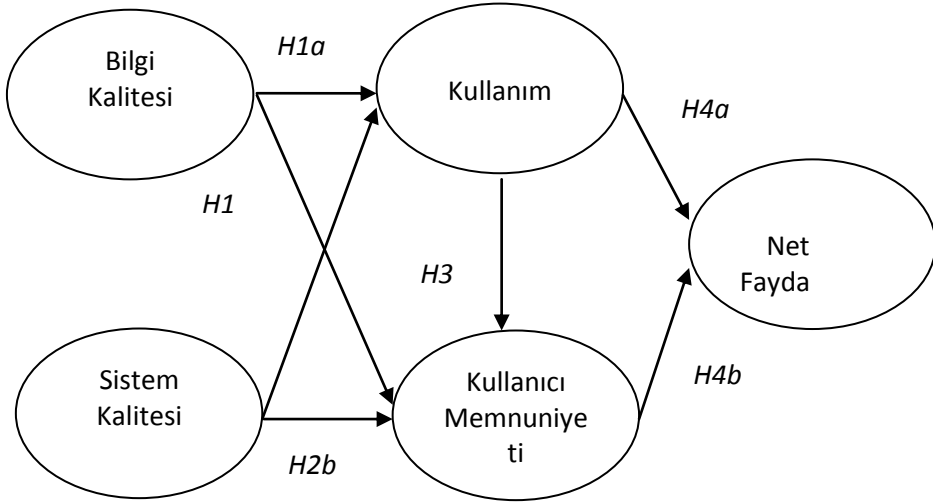 Bilgi
Kalitesi
H1a
Kullanım
H4a
H1
H3
Net
Fayda
Sistem
Kalitesi
H2b
Kullanıcı
Memnuniye
ti
H4b